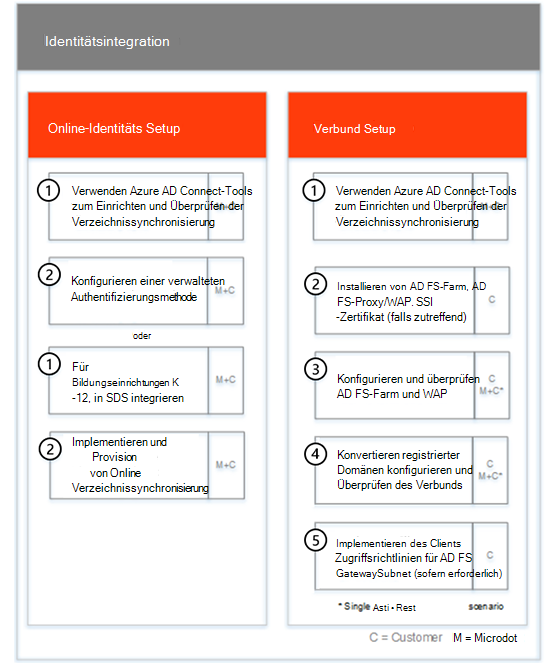 Identitätsintegration
Online-Identitäts Setup
1
Verwenden Azure AD Connect-Tools
zum Einrichten und Überprüfen der
Verzeichnissynchronisierung
2
Konfigurieren einer verwalteten
Authentifizierungsmethode
M+C
oder
1
Für
Bildungseinrichtungen K
-12, in SDS integrieren
M+C
2
Implementieren und
Provision
von Online
Verzeichnissynchronisierung
M+C
Verbund Setup
1
Verwenden Azure AD Connect-Tools
zum Einrichten und Überprüfen der
Verzeichnissynchronisierung
2
Installieren von AD FS-Farm, AD
FS-Proxy/WAP. SSI
-Zertifikat (falls zutreffend)
C
3
Konfigurieren und überprüfen
AD FS-Farm und WAP
C
M+C*
4
Konvertieren registrierter
Domänen konfigurieren und
Überprüfen des Verbunds
C
M+C*
5
Implementieren des Clients
Zugriffsrichtlinien für AD FS
GatewaySubnet (sofern erforderlich)
C
* Single Asti • Rest scenario
C = Customer M = Microdot